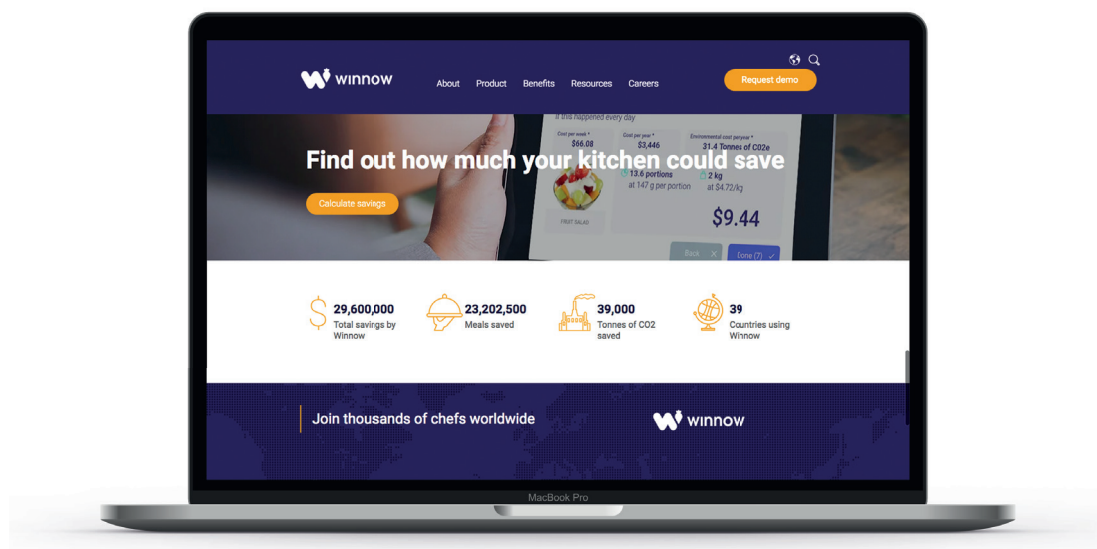 winnow
About Product Benefits Resources Careers
Request demo
if this happened every day
Cost per week *
$66.08
Cost per year *
$3,446
Environmental cost per year *
31.4 Tonnes of CO2e
Find out how much your kitchen could save
13.6 portions
at 147 g per portion
2 kg
at $4.72/kg
Calculate savings
FRUIT SALAD
$9.44
Back
Done (7)
29,600,000
Total savings by
Winnow
23,202,500
Meals saved
39,000
Tonnes of CO2
saved
39
Countries using
Winnow
Join thousands of chefs worldwide
winnow
MacBook Pro